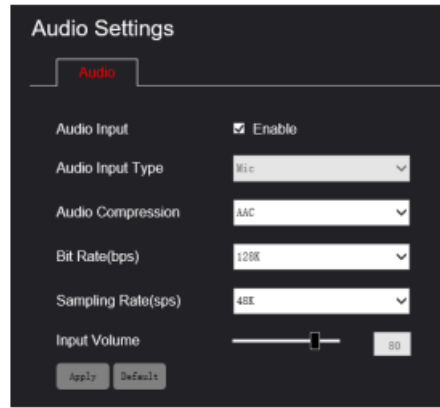 Audio Settings
Audio
Audio Input Enable
Audio Input Type Mic
Audio Compression AAC
Bit Rate(bps) 128K
Sampling Rate(sps) 48K
Input Volume 80
Apply Default